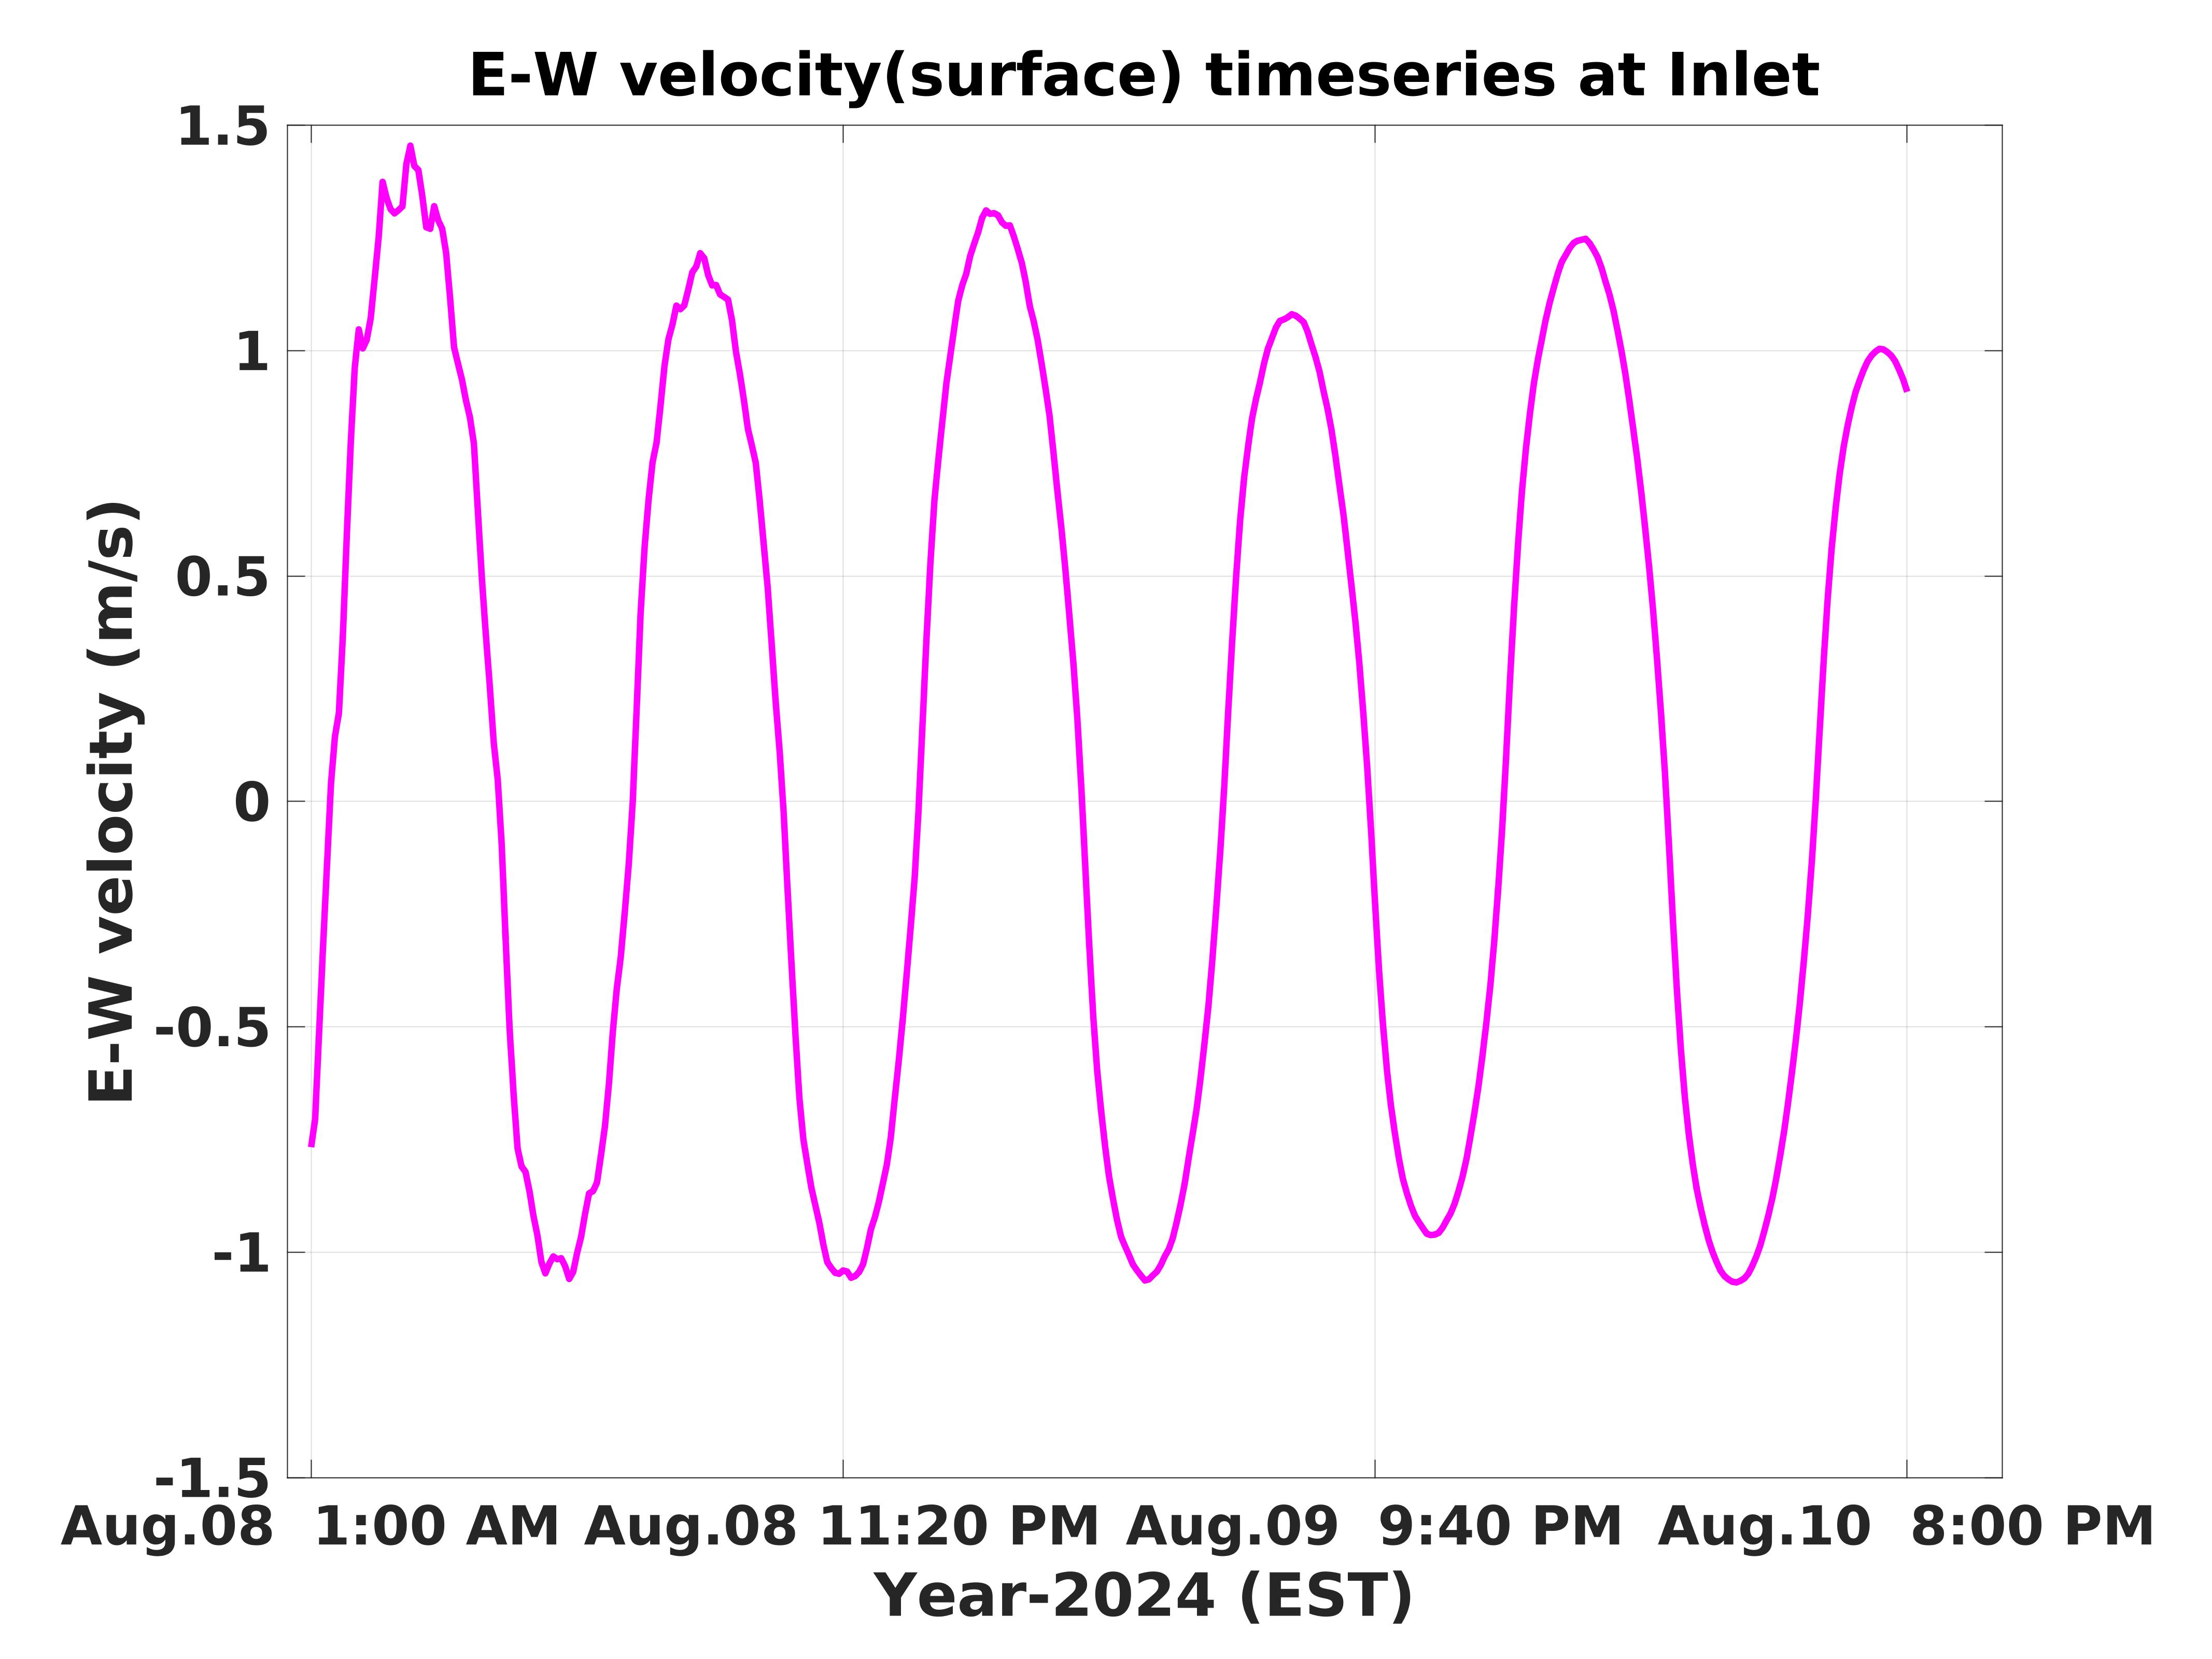 E-W velocity(surface) timeseries at Inlet
E-W velocity (m/s)
1.5
1
0.5
0
-0.5
-1
-1.5
Aug.08 1:00 AM Aug.08 11:20 PM Aug.09 9:40 PM Aug.10 8:00 PM
Year-2024 (EST)